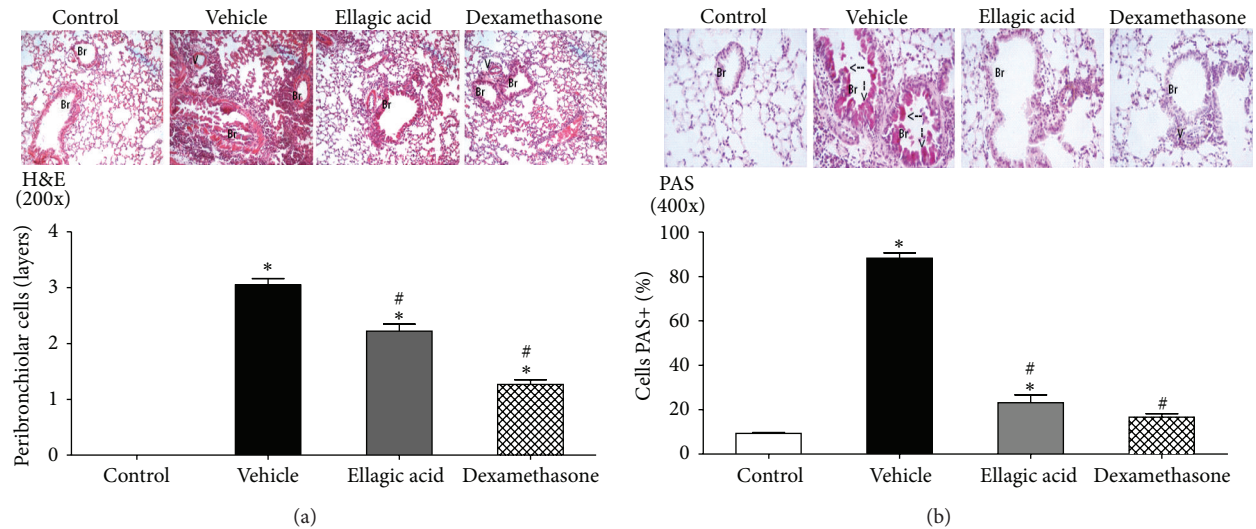 Control Vehicle Ellagic acid Dexamethasone
Br Br V Br Br Br V Br Br
H&E
(200x)
Peribronchiolar cells (layers)
4
3
2
1
0
*
#
*
#
*
Control Vehicle Ellagic acid Dexamethasone
(a)
Control Vehicle Ellagic acid Dexamethasone
Br Br Br Br Br V
PAS
(400x)
Cells PAS+ (%)
100
80
60
40
20
0
*
#
*
#
Control Vehicle Ellagic acid Dexamethasone
(b)